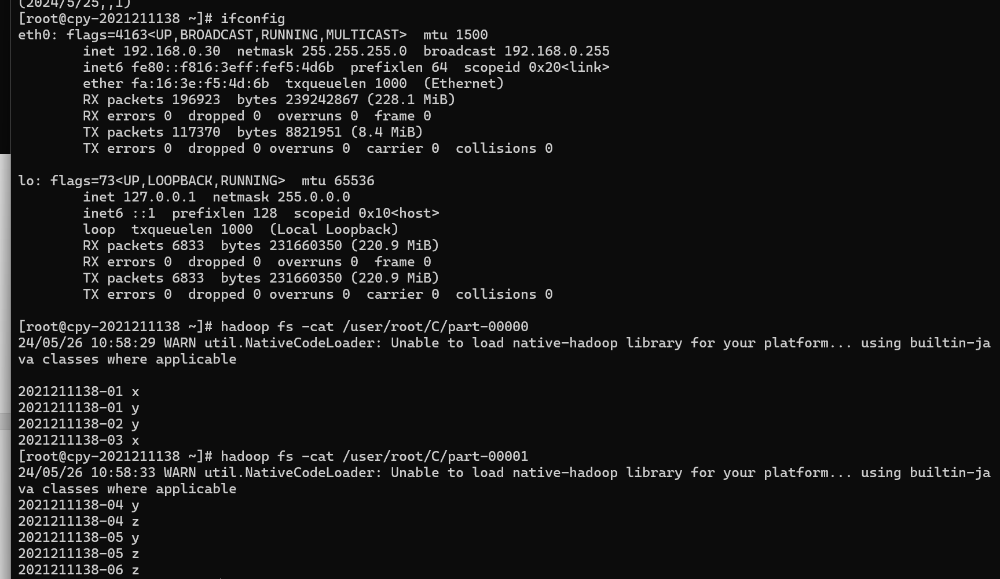 (2024/5/25,,1)
[root@cpy-2021211138 ~]# ifconfig
eth0: flags=4163<UP,BROADCAST,RUNNING,MULTICAST>  mtu 1500
        inet 192.168.0.30  netmask 255.255.255.0  broadcast 192.168.0.255
        inet6 fe80::f816:3eff:fef5:4d6b  prefixlen 64  scopeid 0x20<link>
        ether fa:16:3e:f5:4d:6b  txqueuelen 1000  (Ethernet)
        RX packets 196923  bytes 239242867 (228.1 MiB)
        RX errors 0  dropped 0  overruns 0  frame 0
        TX packets 117370  bytes 8821951 (8.4 MiB)
        TX errors 0  dropped 0 overruns 0  carrier 0  collisions 0

lo: flags=73<UP,LOOPBACK,RUNNING>  mtu 65536
        inet 127.0.0.1  netmask 255.0.0.0
        inet6 ::1  prefixlen 128  scopeid 0x10<host>
        loop  txqueuelen 1000  (Local Loopback)
        RX packets 6833  bytes 231660350 (220.9 MiB)
        RX errors 0  dropped 0  overruns 0  frame 0
        TX packets 6833  bytes 231660350 (220.9 MiB)
        TX errors 0  dropped 0 overruns 0  carrier 0  collisions 0

[root@cpy-2021211138 ~]# hadoop fs -cat /user/root/C/part-00000
24/05/26 10:58:29 WARN util.NativeCodeLoader: Unable to load native-hadoop library for your platform... using builtin-ja
va classes where applicable

2021211138-01 x
2021211138-01 y
2021211138-02 y
2021211138-03 x
[root@cpy-2021211138 ~]# hadoop fs -cat /user/root/C/part-00001
24/05/26 10:58:33 WARN util.NativeCodeLoader: Unable to load native-hadoop library for your platform... using builtin-ja
va classes where applicable
2021211138-04 y
2021211138-04 z
2021211138-05 y
2021211138-05 z
2021211138-06 z